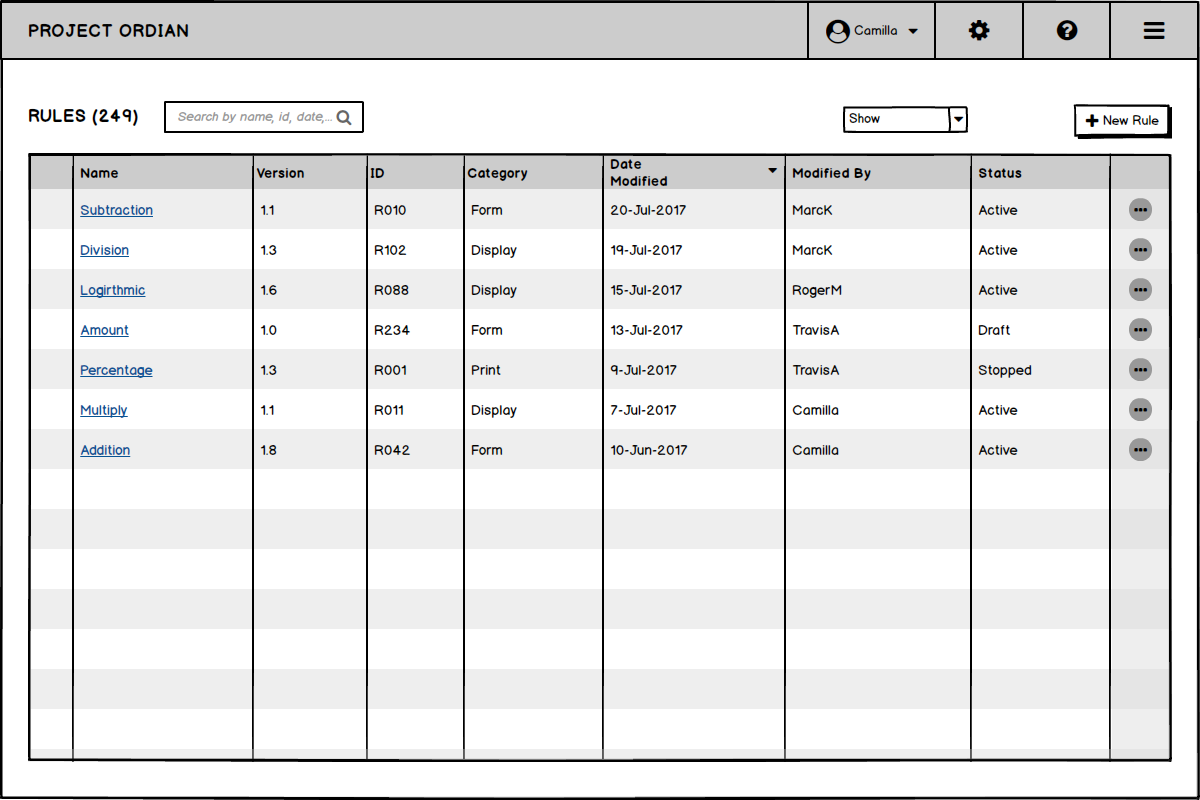 PROJECT ORDIAN
Camilla
RULES (249)
Search by name, id, date,...
Show
New Rule
Name Version ID Category Date Modified Modified By Status
Subtraction 1.1 R010 Form 20-Jul-2017 MarcK Active
Division 1.3 R102 Display 19-Jul-2017 MarcK Active
Logirthmic 1.6 R088 Display 15-Jul-2017 RogerM Active
Amount 1.0 R234 Form 13-Jul-2017 TravisA Draft
Percentage 1.3 R001 Print 9-Jul-2017 TravisA Stopped
Multiply 1.1 R011 Display 7-Jul-2017 Camilla Active
Addition 1.8 R042 Form 10-Jun-2017 Camilla Active